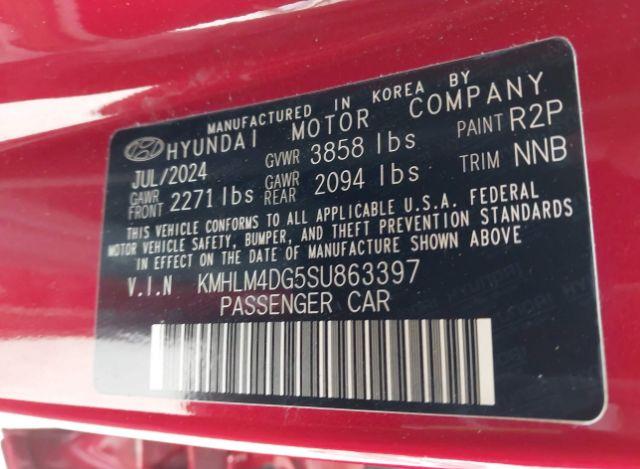 MANUFACTURED IN KOREA BY
HYUNDAI MOTOR COMPANY
JUL/2024 GVWR 3858 lbs PAINT R2P
GAWR FRONT 2271 lbs GAWR REAR 2094 lbs TRIM NNB
THIS VEHICLE CONFORMS TO ALL APPLICABLE U.S.A. FEDERAL
MOTOR VEHICLE SAFETY, BUMPER, AND THEFT PREVENTION STANDARDS
IN EFFECT ON THE DATE OF MANUFACTURE SHOWN ABOVE
V.I.N KMHLM4DG5SU863397
PASSENGER CAR